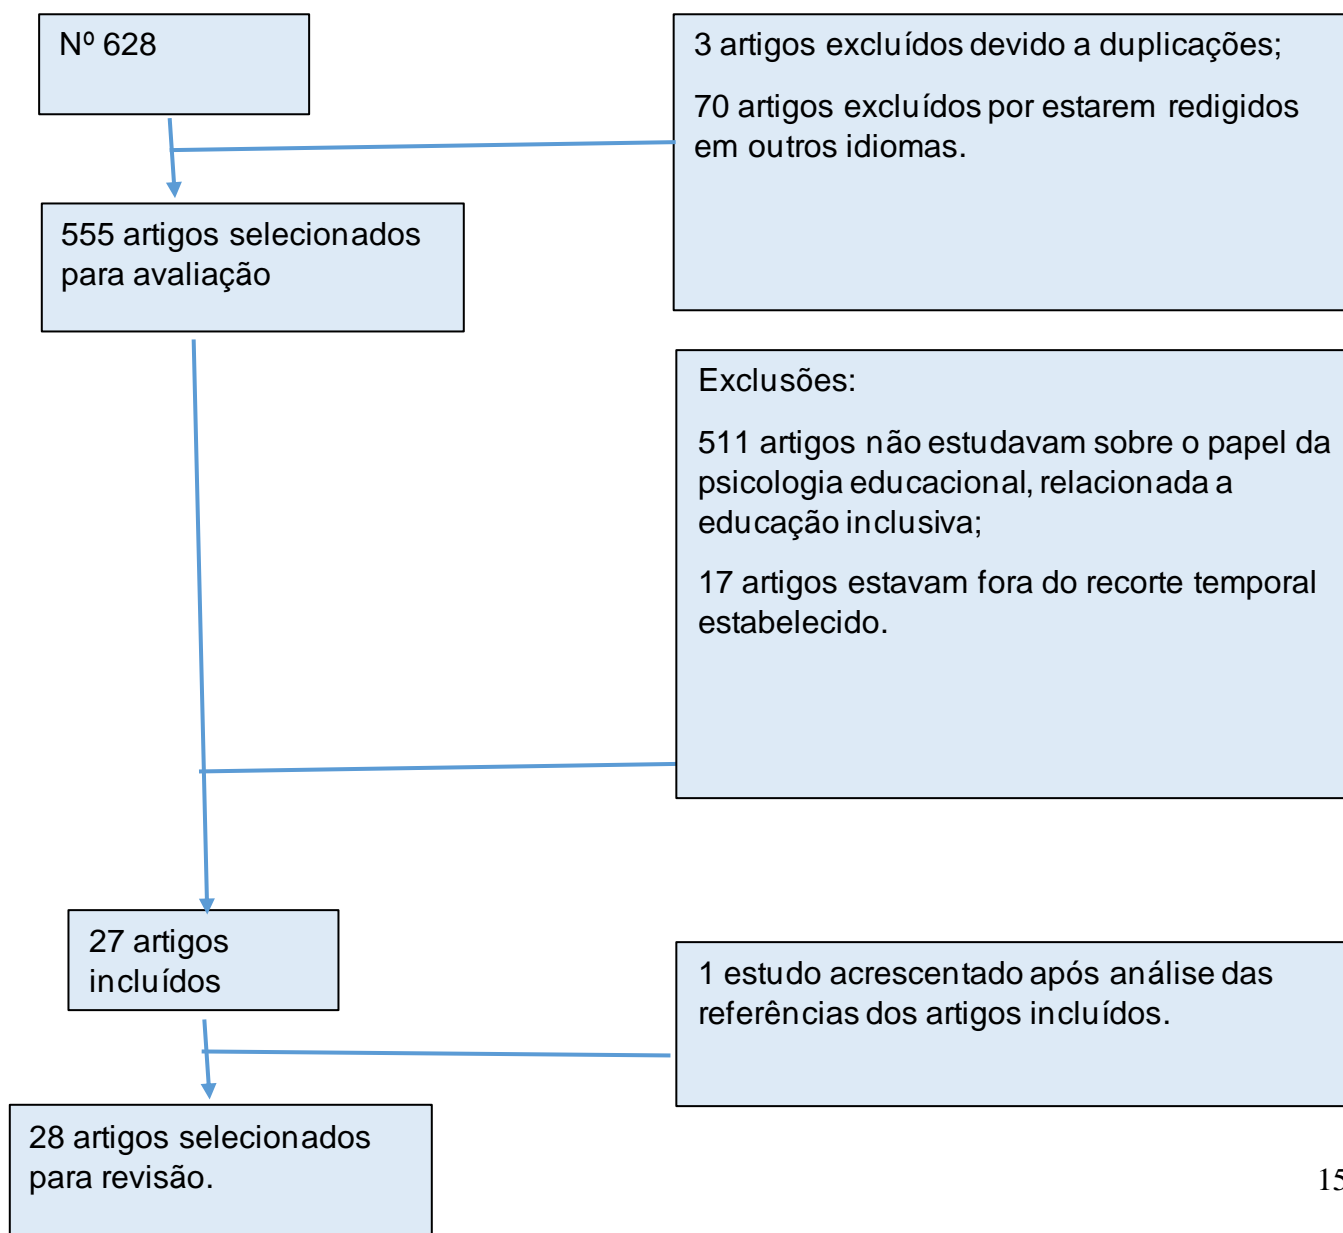 Nº 628
3 artigos excluídos devido a duplicações;
70 artigos excluídos por estarem redigidos
em outros idiomas.
555 artigos selecionados
para avaliação
Exclusões:
511 artigos não estudavam sobre o papel da
psicologia educacional, relacionada a
educação inclusiva;
17 artigos estavam fora do recorte temporal
estabelecido.
27 artigos
incluídos
1 estudo acrescentado após análise das
referências dos artigos incluídos.
28 artigos selecionados
para revisão.
15